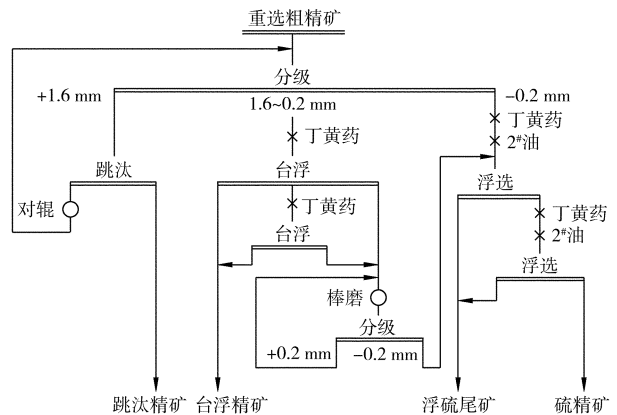 重选粗精矿
分级
+1.6 mm
1.6~0.2 mm
−0.2 mm
丁黄药
丁黄药
2#油
跳汰
台浮
浮选
对辊
丁黄药
丁黄药
2#油
台浮
浮选
棒磨
分级
+0.2 mm
−0.2 mm
跳汰精矿
台浮精矿
浮硫尾矿
硫精矿